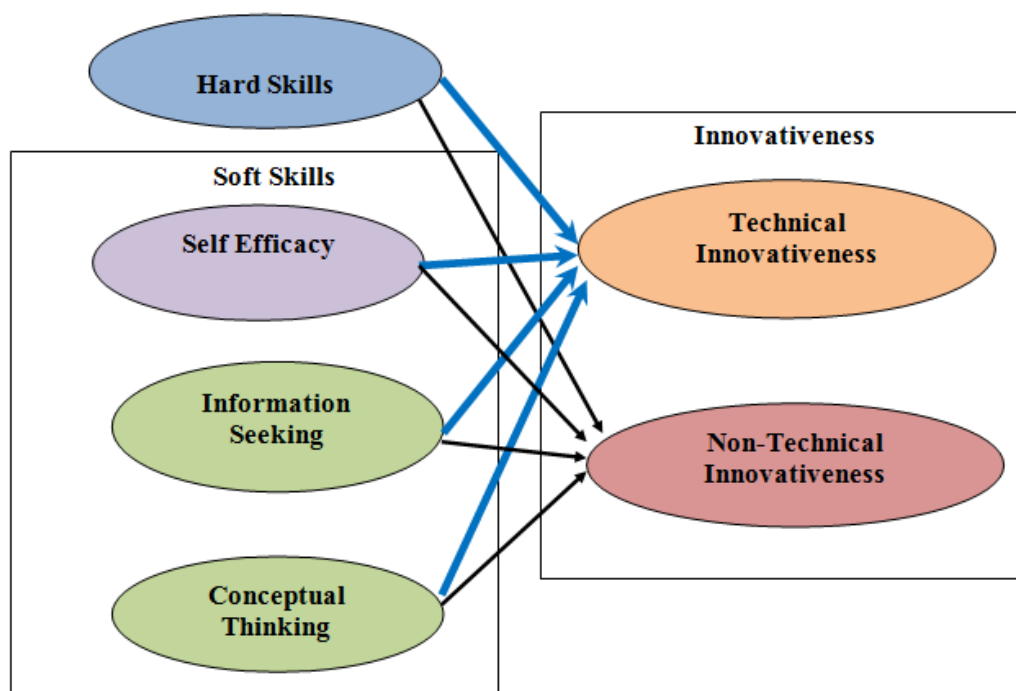 Hard Skills
Soft Skills
Self Efficacy
Information
Seeking
Conceptual
Thinking
Innovativeness
Technical
Innovativeness
Non-Technical
Innovativeness